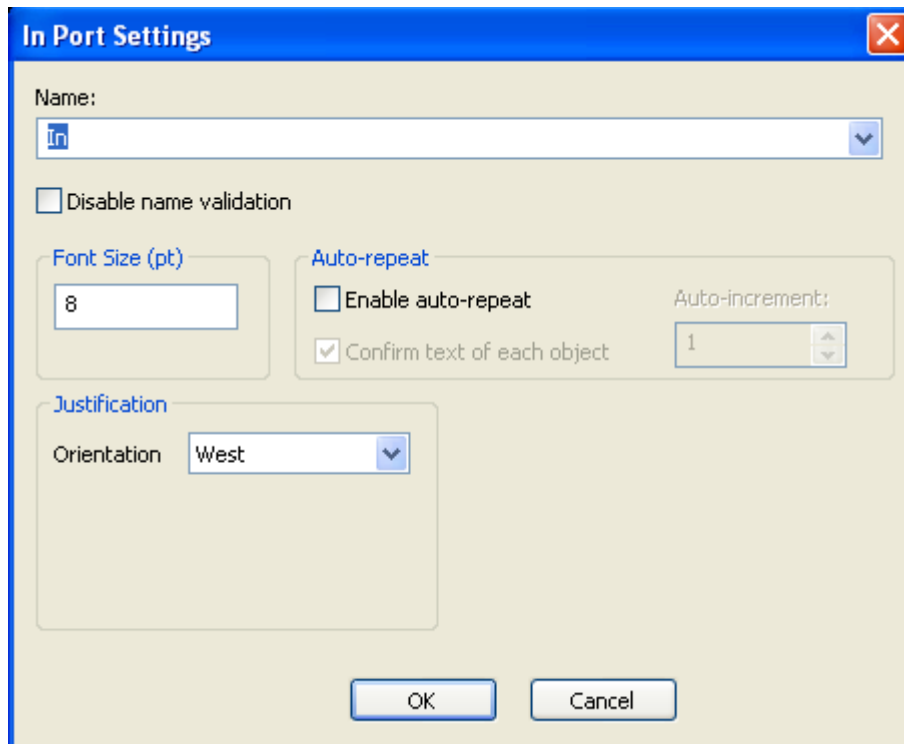 In Port Settings
Name:
In
Disable name validation
Font Size (pt)
8
Auto-repeat
Enable auto-repeat
Auto-increment:
Confirm text of each object
1
Justification
Orientation
West
OK
Cancel